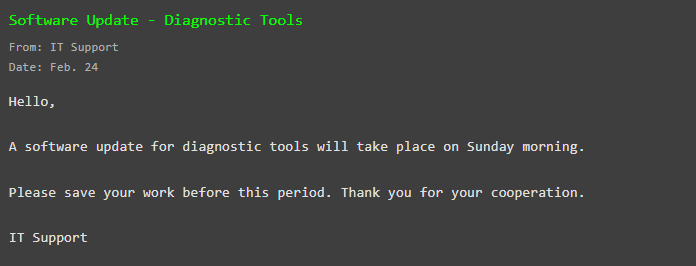 Software Update - Diagnostic Tools
From: IT Support
Date: Feb. 24
Hello,
A software update for diagnostic tools will take place on Sunday morning.
Please save your work before this period. Thank you for your cooperation.
IT Support